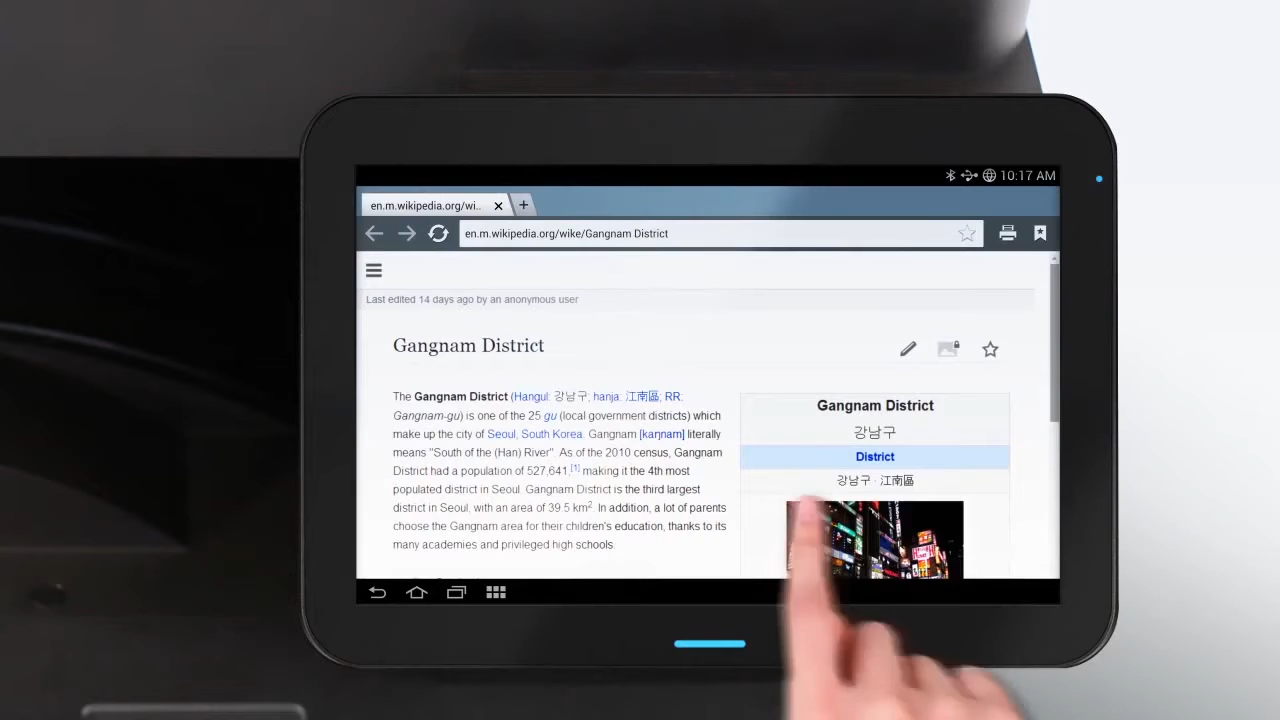 10:17 AM
en.m.wikipedia.org/wi..
en.m.wikipedia.org/wike/Gangnam District
Last edited 14 days ago by an anonymous user
Gangnam District
The Gangnam District (Hangul: 강남구; hanja: 江南區; RR:
Gangnam-gu) is one of the 25 gu (local government districts) which
make up the city of Seoul, South Korea. Gangnam [kaŋnam] literally
means "South of the (Han) River". As of the 2010 census, Gangnam
District had a population of 527,641,[1] making it the 4th most
populated district in Seoul. Gangnam District is the third largest
district in Seoul, with an area of 39.5 km2. In addition, a lot of parents
choose the Gangnam area for their children's education, thanks to its
many academies and privileged high schools.
Gangnam District
강남구
District
강남구 · 江南區